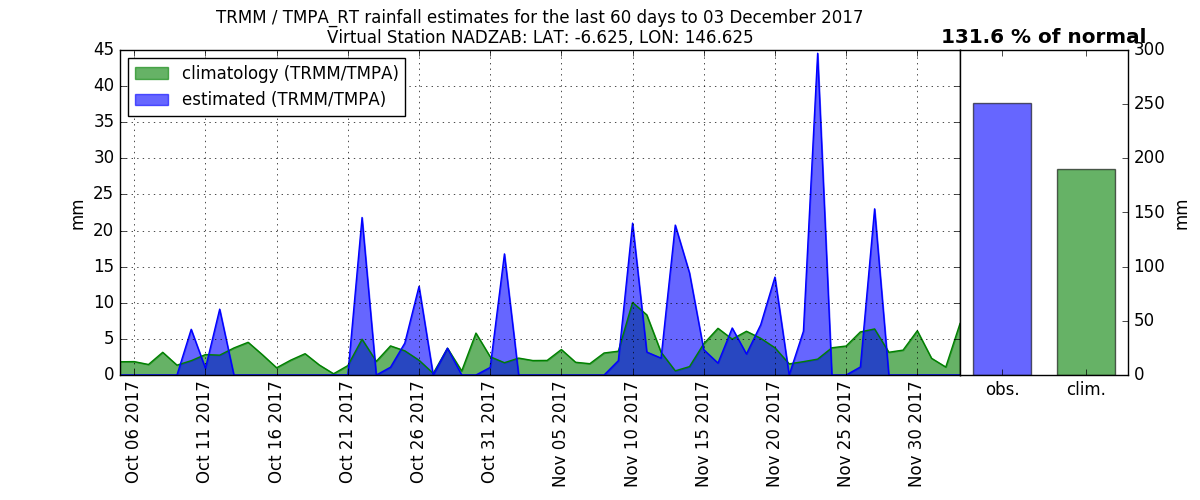 TRMM / TMPA_RT rainfall estimates for the last 60 days to 03 December 2017
Virtual Station NADZAB: LAT: -6.625, LON: 146.625
131.6 % of normal
climatology (TRMM/TMPA)
estimated (TRMM/TMPA)
45
40
35
30
25
20
15
10
5
0
mm
Oct 06 2017
Oct 11 2017
Oct 16 2017
Oct 21 2017
Oct 26 2017
Oct 31 2017
Nov 05 2017
Nov 10 2017
Nov 15 2017
Nov 20 2017
Nov 25 2017
Nov 30 2017
obs.
clim.
300
250
200
150
100
50
0
mm